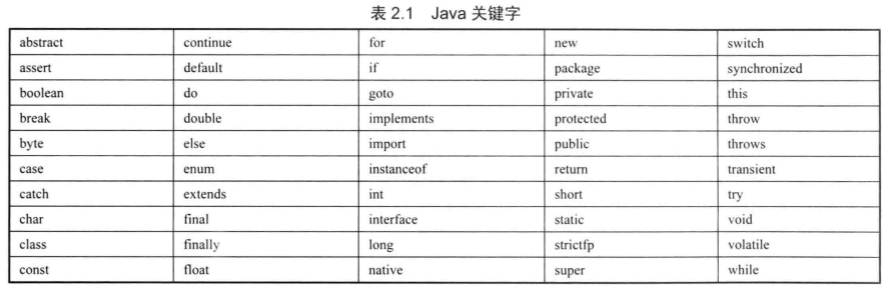 表 2.1 Java 关键字
abstract continue for new switch
assert default if package synchronized
boolean do goto private this
break double implements protected throw
byte else import public throws
case enum instanceof return transient
catch extends int short try
char final interface static void
class finally long strictfp volatile
const float native super while